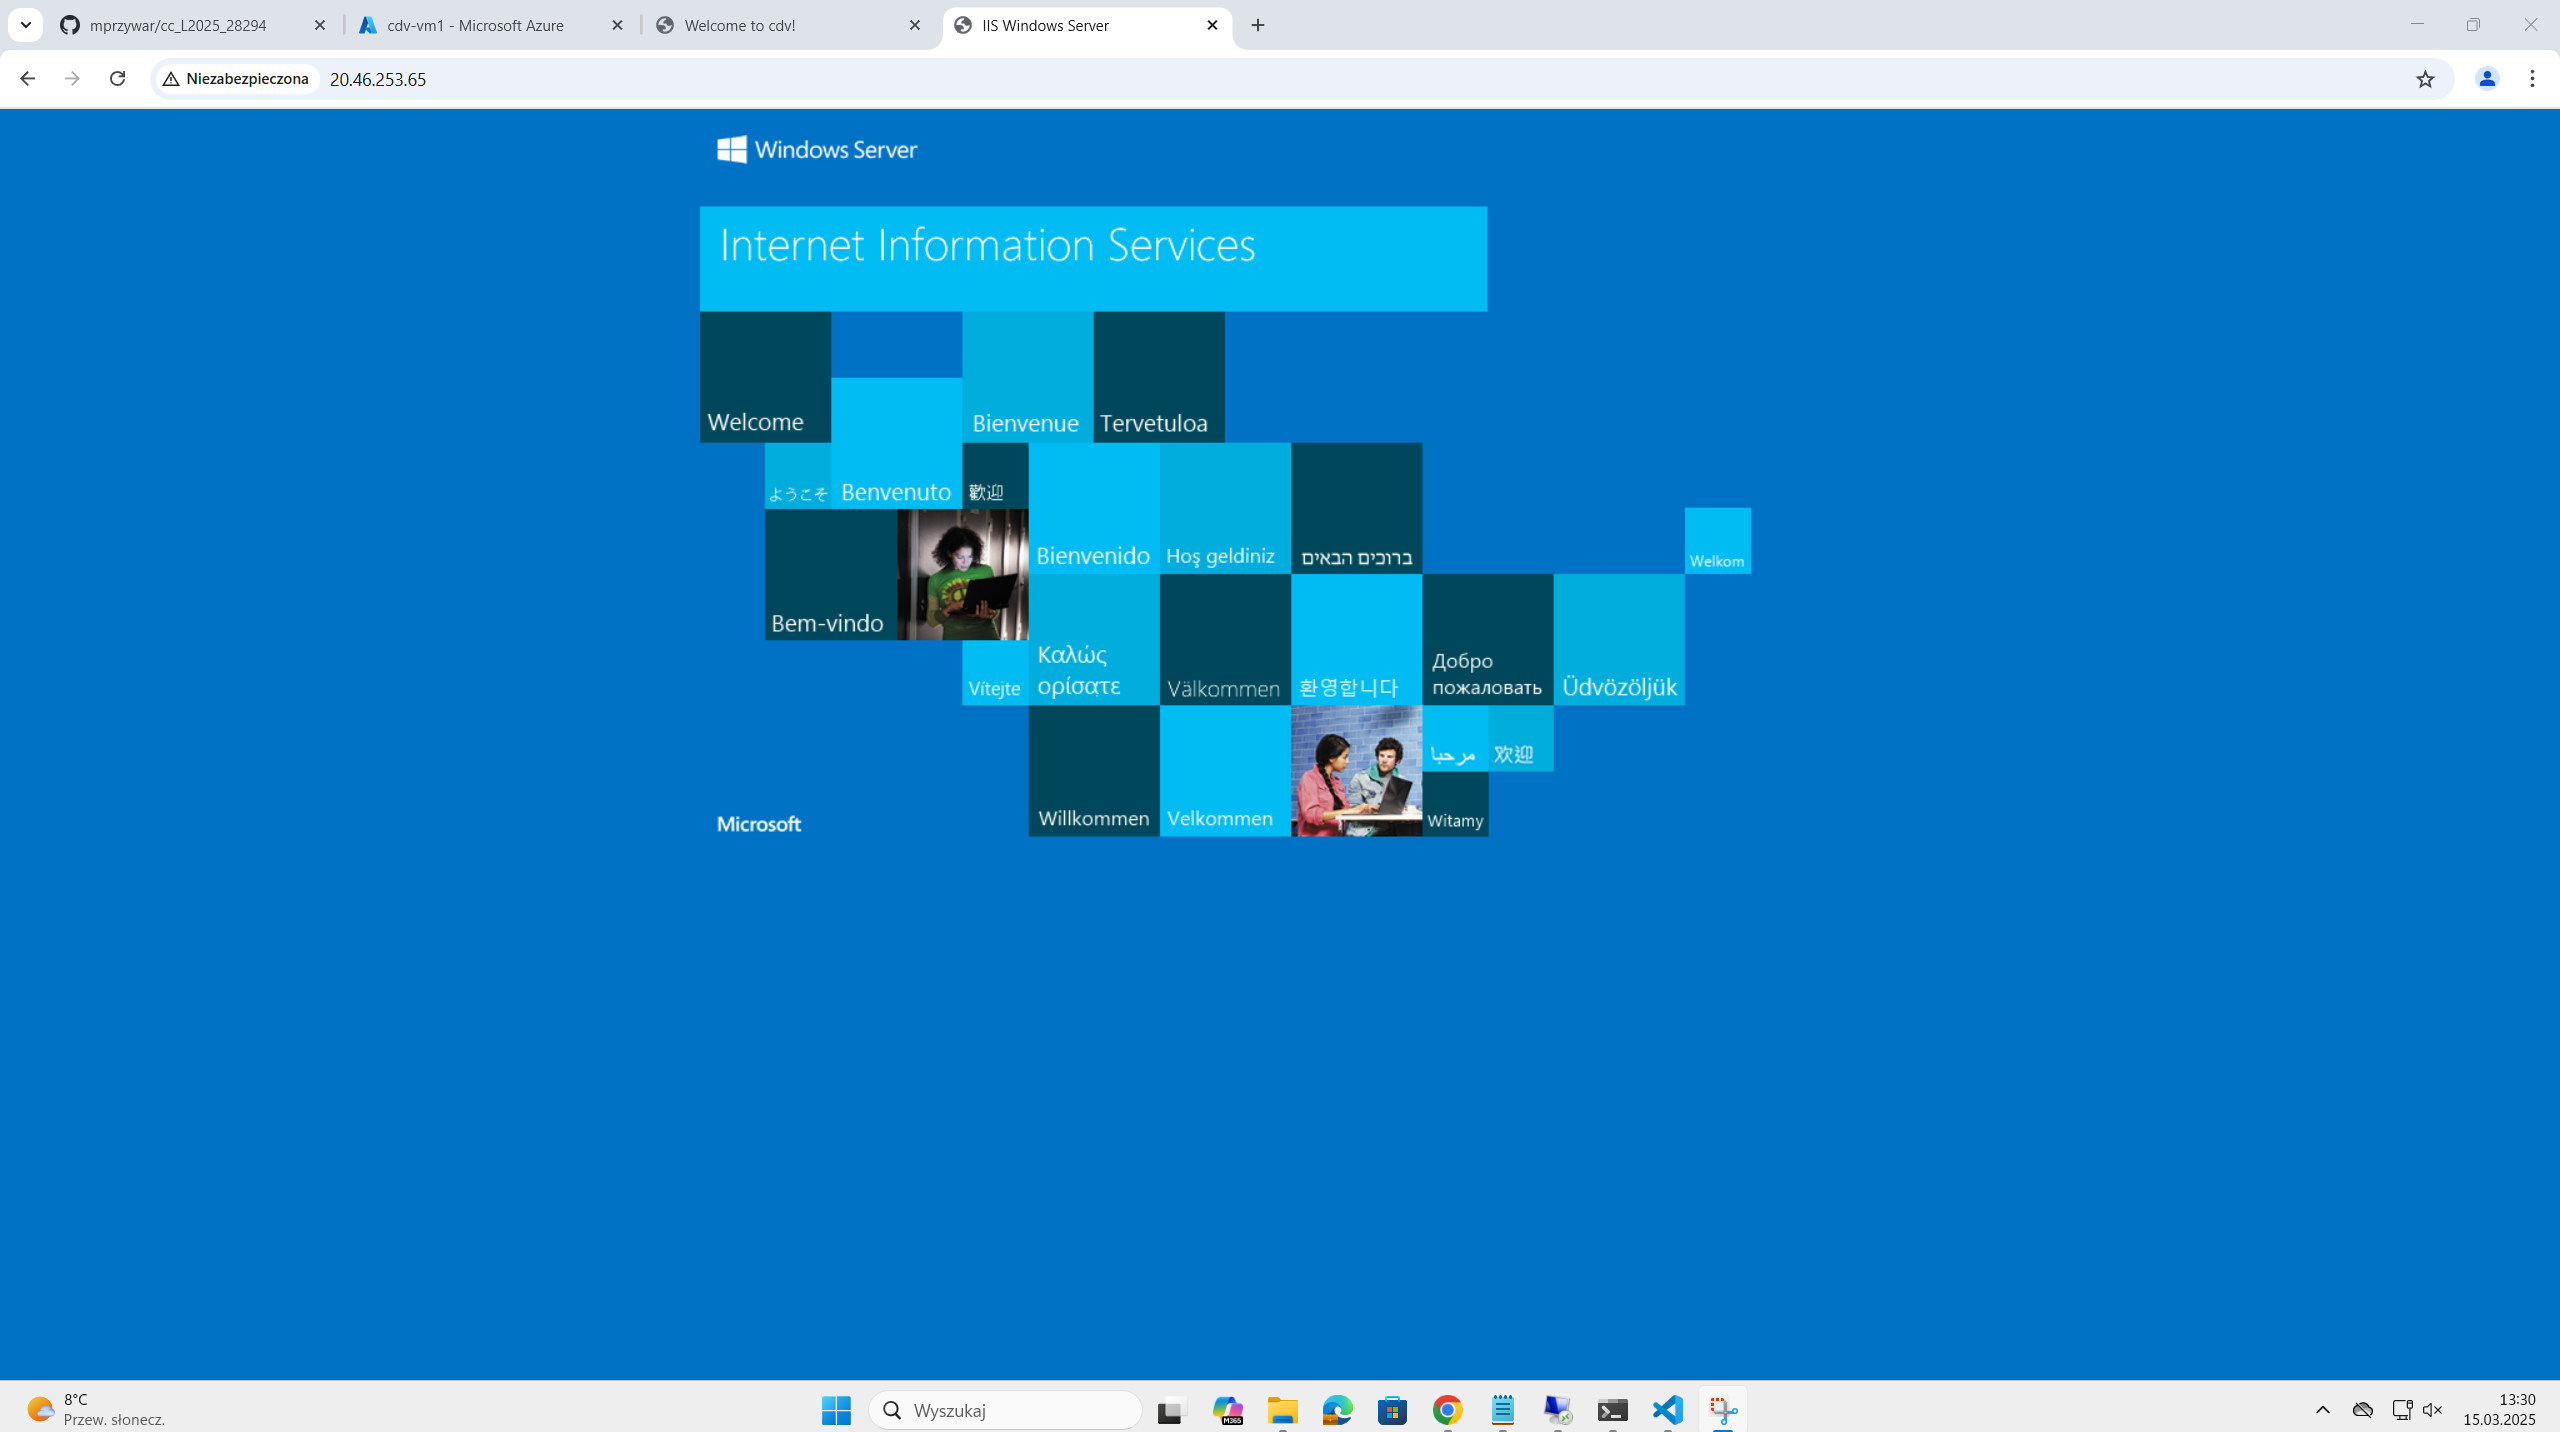 mprzywar/cc_L2025_28294
cdv-vm1 - Microsoft Azure
Welcome to cdv!
IIS Windows Server
Niezabezpieczona
20.46.253.65
Windows Server
Internet Information Services
Welcome
Bienvenue
Tervetuloa
ようこそ
Benvenuto
歡迎
Bienvenido
Hoş geldiniz
ברוכים הבאים
Welkom
Bem-vindo
Vítejte
Καλώς
ορίσατε
Välkommen
환영합니다
Добро
пожаловать
Üdvözöljük
Willkommen
Velkommen
مرحبا
欢迎
Witamy
Microsoft
8°C
Przew. słonecz.
Wyszukaj
M365
13:30
15.03.2025